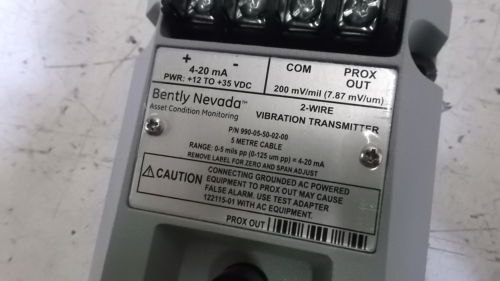 + -
4-20 mA
PWR: +12 TO +35 VDC
COM PROX OUT
200 mV/mil (7.87 mV/um)
Bently Nevada™
Asset Condition Monitoring
2-WIRE
VIBRATION TRANSMITTER
P/N 990-05-50-02-00
5 METRE CABLE
RANGE: 0-5 mils pp (0-125 um pp) = 4-20 mA
REMOVE LABEL FOR ZERO AND SPAN ADJUST
CAUTION
CONNECTING GROUNDED AC POWERED
EQUIPMENT TO PROX OUT MAY CAUSE
FALSE ALARM. USE TEST ADAPTER
122115-01 WITH AC EQUIPMENT.
PROX OUT